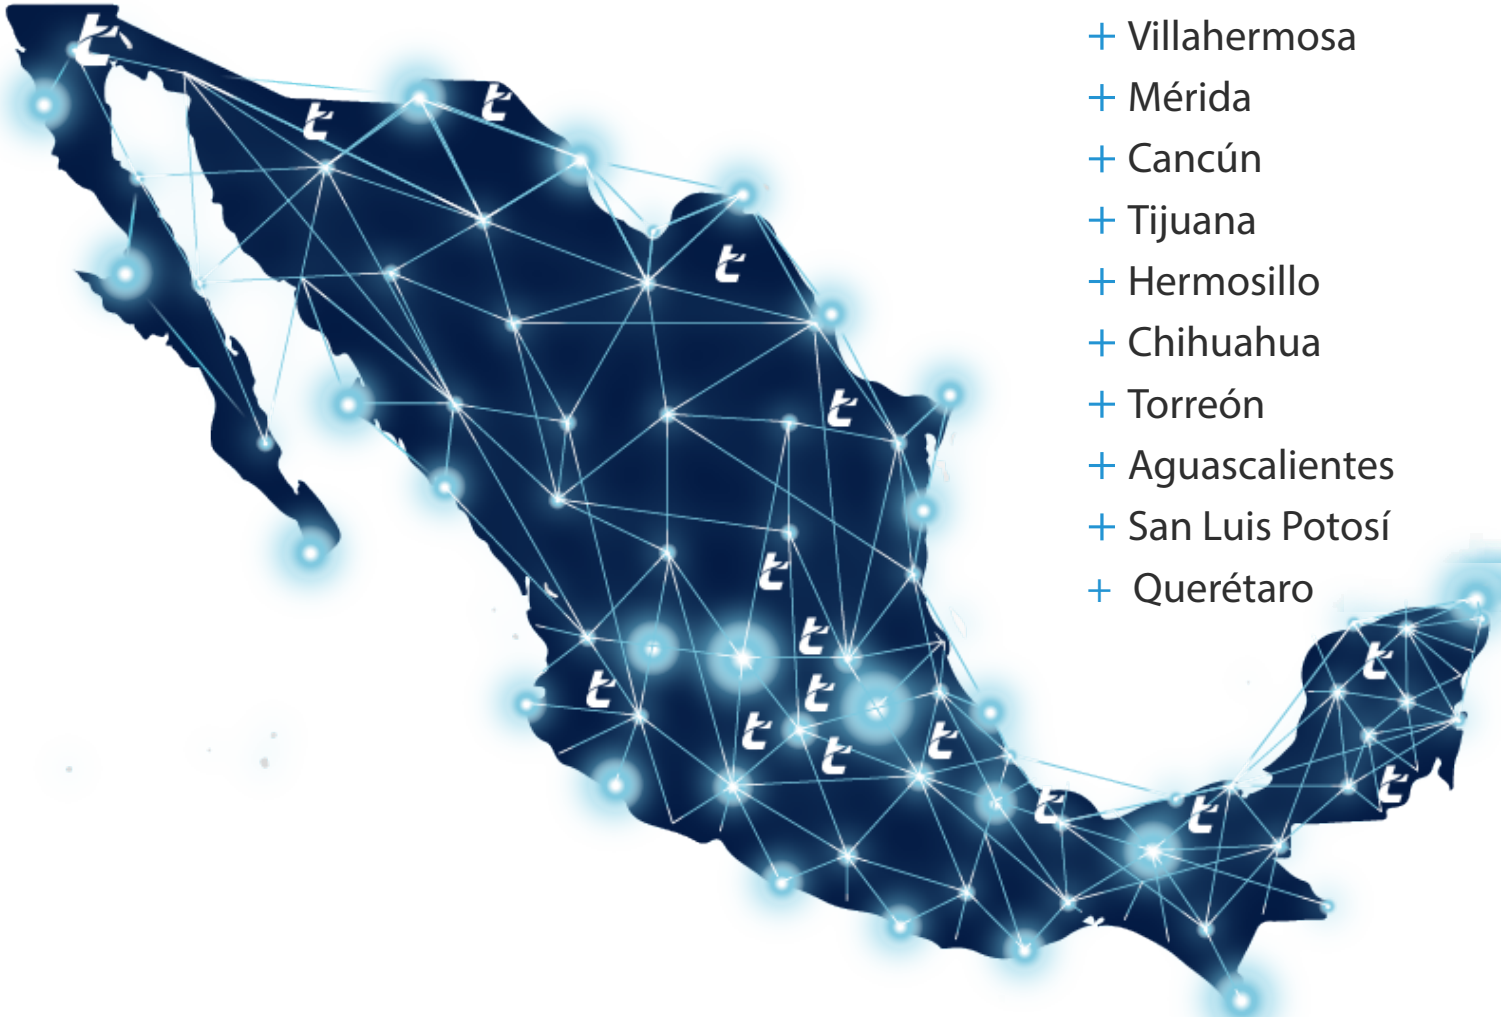 + Villahermosa
+ Mérida
+ Cancún
+ Tijuana
+ Hermosillo
+ Chihuahua
+ Torreón
+ Aguascalientes
+ San Luis Potosí
+ Querétaro